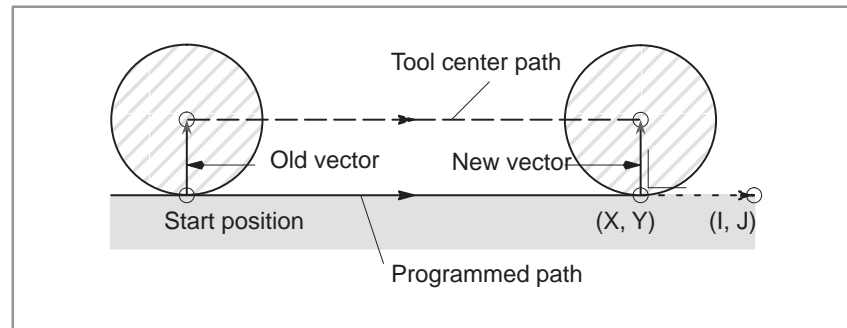 Tool center path
Old vector
New vector
Start position
(X, Y)
(I, J)
Programmed path